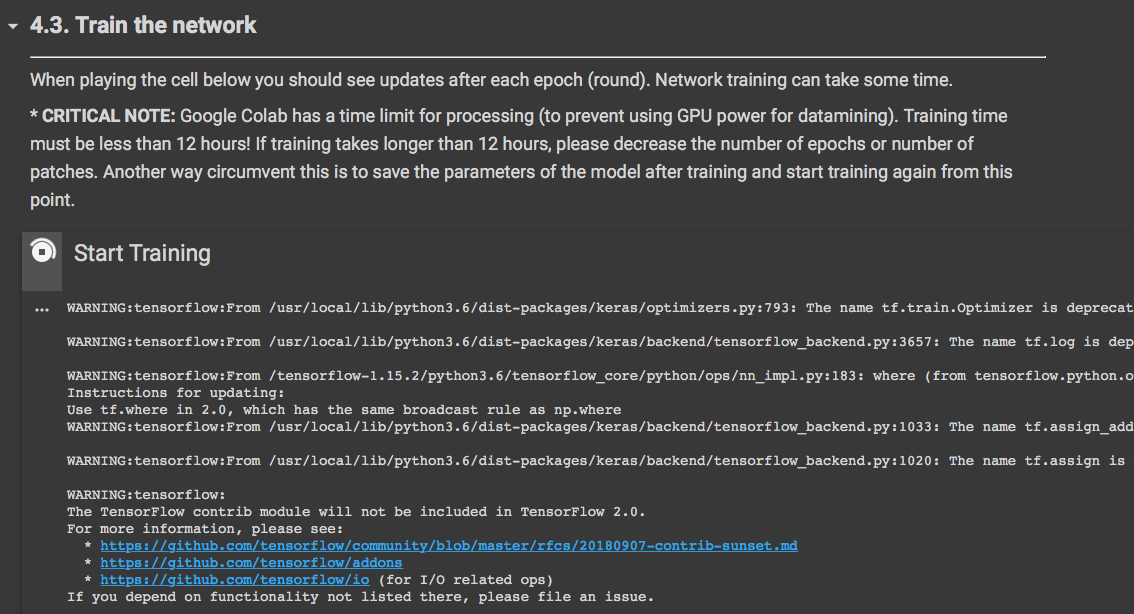 4.3. Train the network
When playing the cell below you should see updates after each epoch (round). Network training can take some time.
* CRITICAL NOTE: Google Colab has a time limit for processing (to prevent using GPU power for datamining). Training time
must be less than 12 hours! If training takes longer than 12 hours, please decrease the number of epochs or number of
patches. Another way circumvent this is to save the parameters of the model after training and start training again from this
point.
Start Training
... WARNING:tensorflow:From /usr/local/lib/python3.6/dist-packages/keras/optimizers.py:793: The name tf.train.Optimizer is deprecat
WARNING:tensorflow:From /usr/local/lib/python3.6/dist-packages/keras/backend/tensorflow_backend.py:3657: The name tf.log is dep
WARNING:tensorflow:From /tensorflow-1.15.2/python3.6/tensorflow_core/python/ops/nn_impl.py:183: where (from tensorflow.python.o
Instructions for updating:
Use tf.where in 2.0, which has the same broadcast rule as np.where
WARNING:tensorflow:From /usr/local/lib/python3.6/dist-packages/keras/backend/tensorflow_backend.py:1033: The name tf.assign_add
WARNING:tensorflow:From /usr/local/lib/python3.6/dist-packages/keras/backend/tensorflow_backend.py:1020: The name tf.assign is
WARNING:tensorflow:
The TensorFlow contrib module will not be included in TensorFlow 2.0.
For more information, please see:
* https://github.com/tensorflow/community/blob/master/rfcs/20180907-contrib-sunset.md
* https://github.com/tensorflow/addons
* https://github.com/tensorflow/io (for I/O related ops)
If you depend on functionality not listed there, please file an issue.